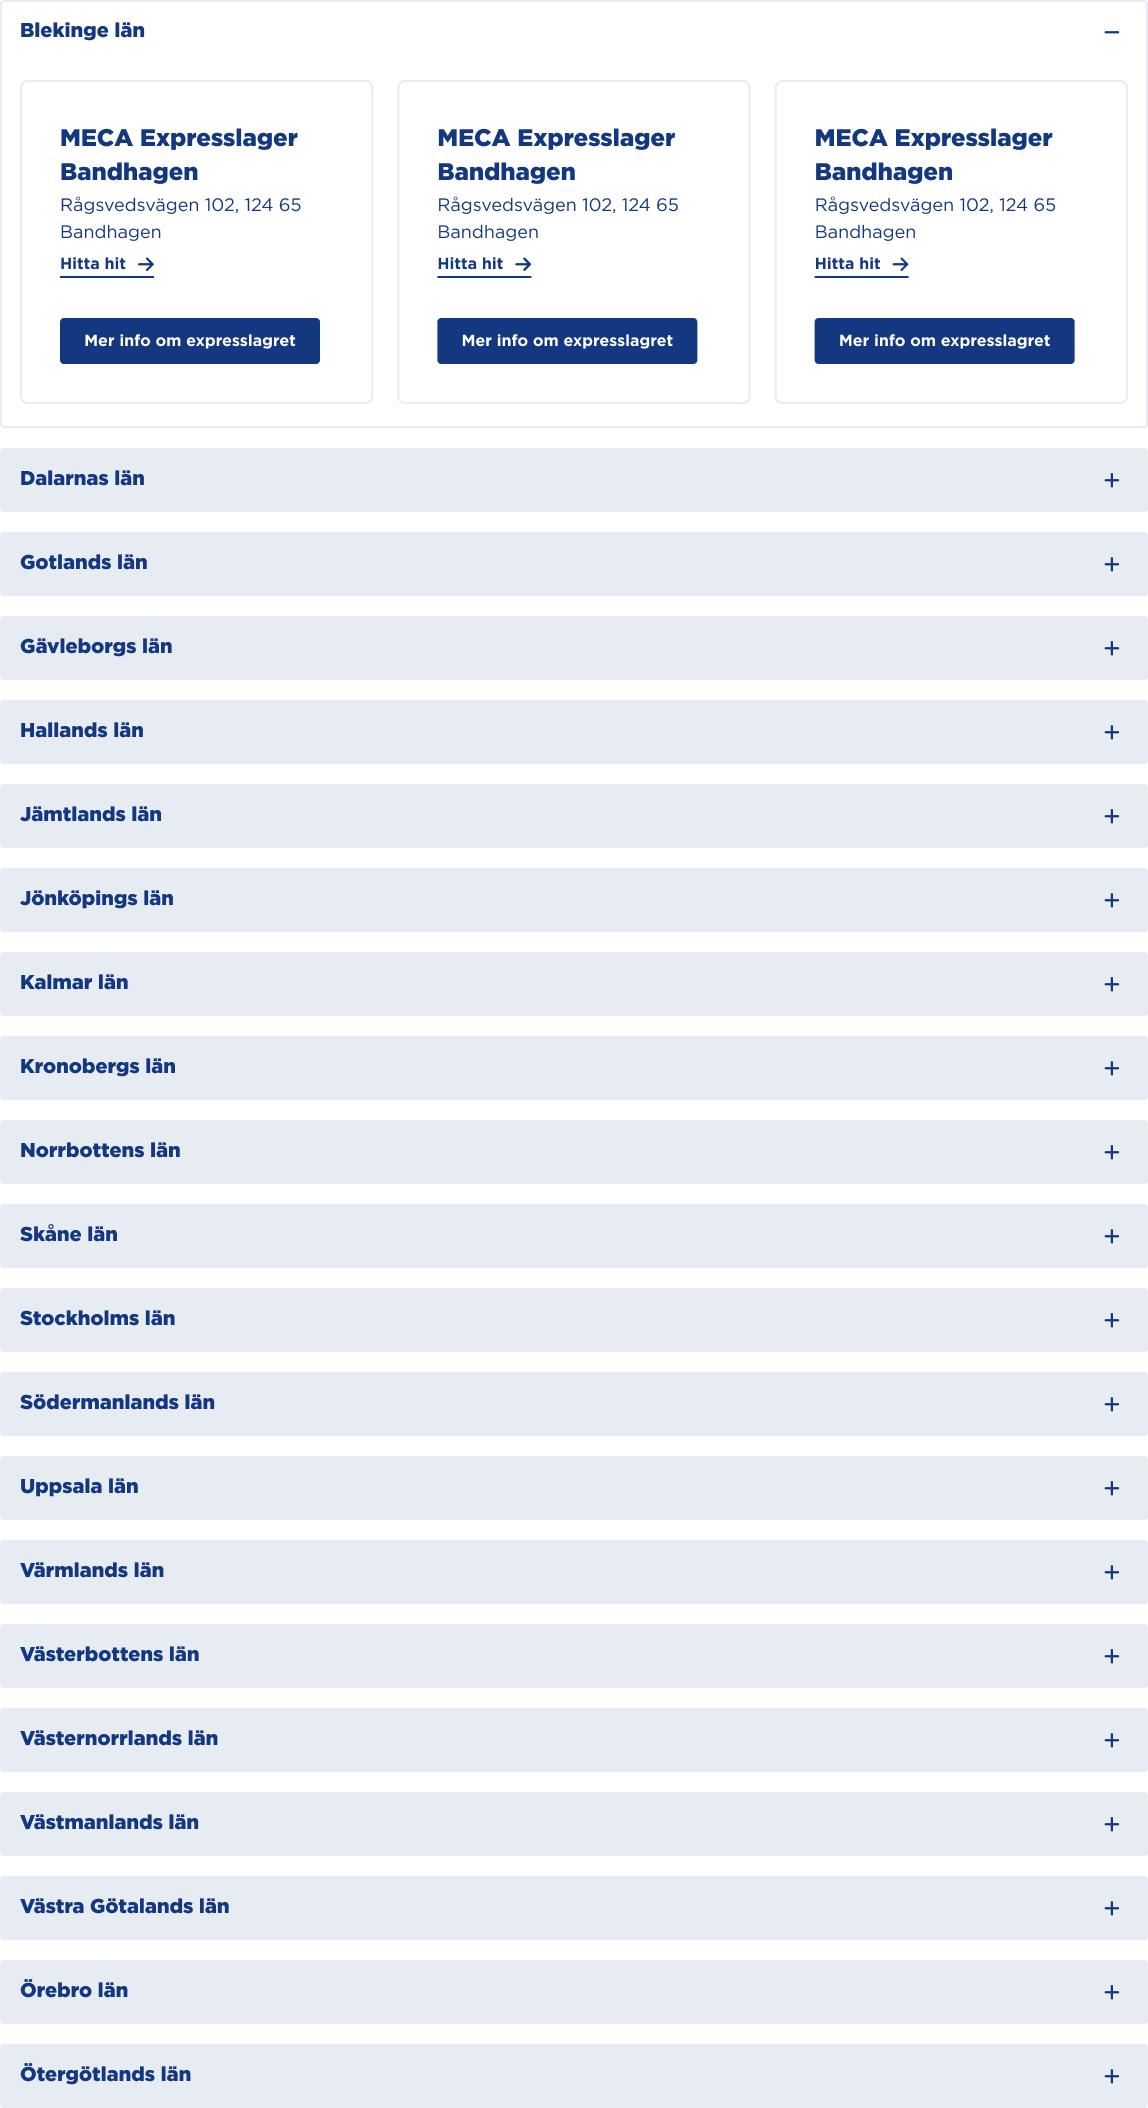 Blekinge län
MECA Expresslager
Bandhagen
Rågsvedsvägen 102, 124 65
Bandhagen
Hitta hit
Mer info om expresslagret
MECA Expresslager
Bandhagen
Rågsvedsvägen 102, 124 65
Bandhagen
Hitta hit
Mer info om expresslagret
MECA Expresslager
Bandhagen
Rågsvedsvägen 102, 124 65
Bandhagen
Hitta hit
Mer info om expresslagret
Dalarnas län
Gotlands län
Gävleborgs län
Hallands län
Jämtlands län
Jönköpings län
Kalmar län
Kronobergs län
Norrbottens län
Skåne län
Stockholms län
Södermanlands län
Uppsala län
Värmlands län
Västerbottens län
Västernorrlands län
Västmanlands län
Västra Götalands län
Örebro län
Ötergötlands län